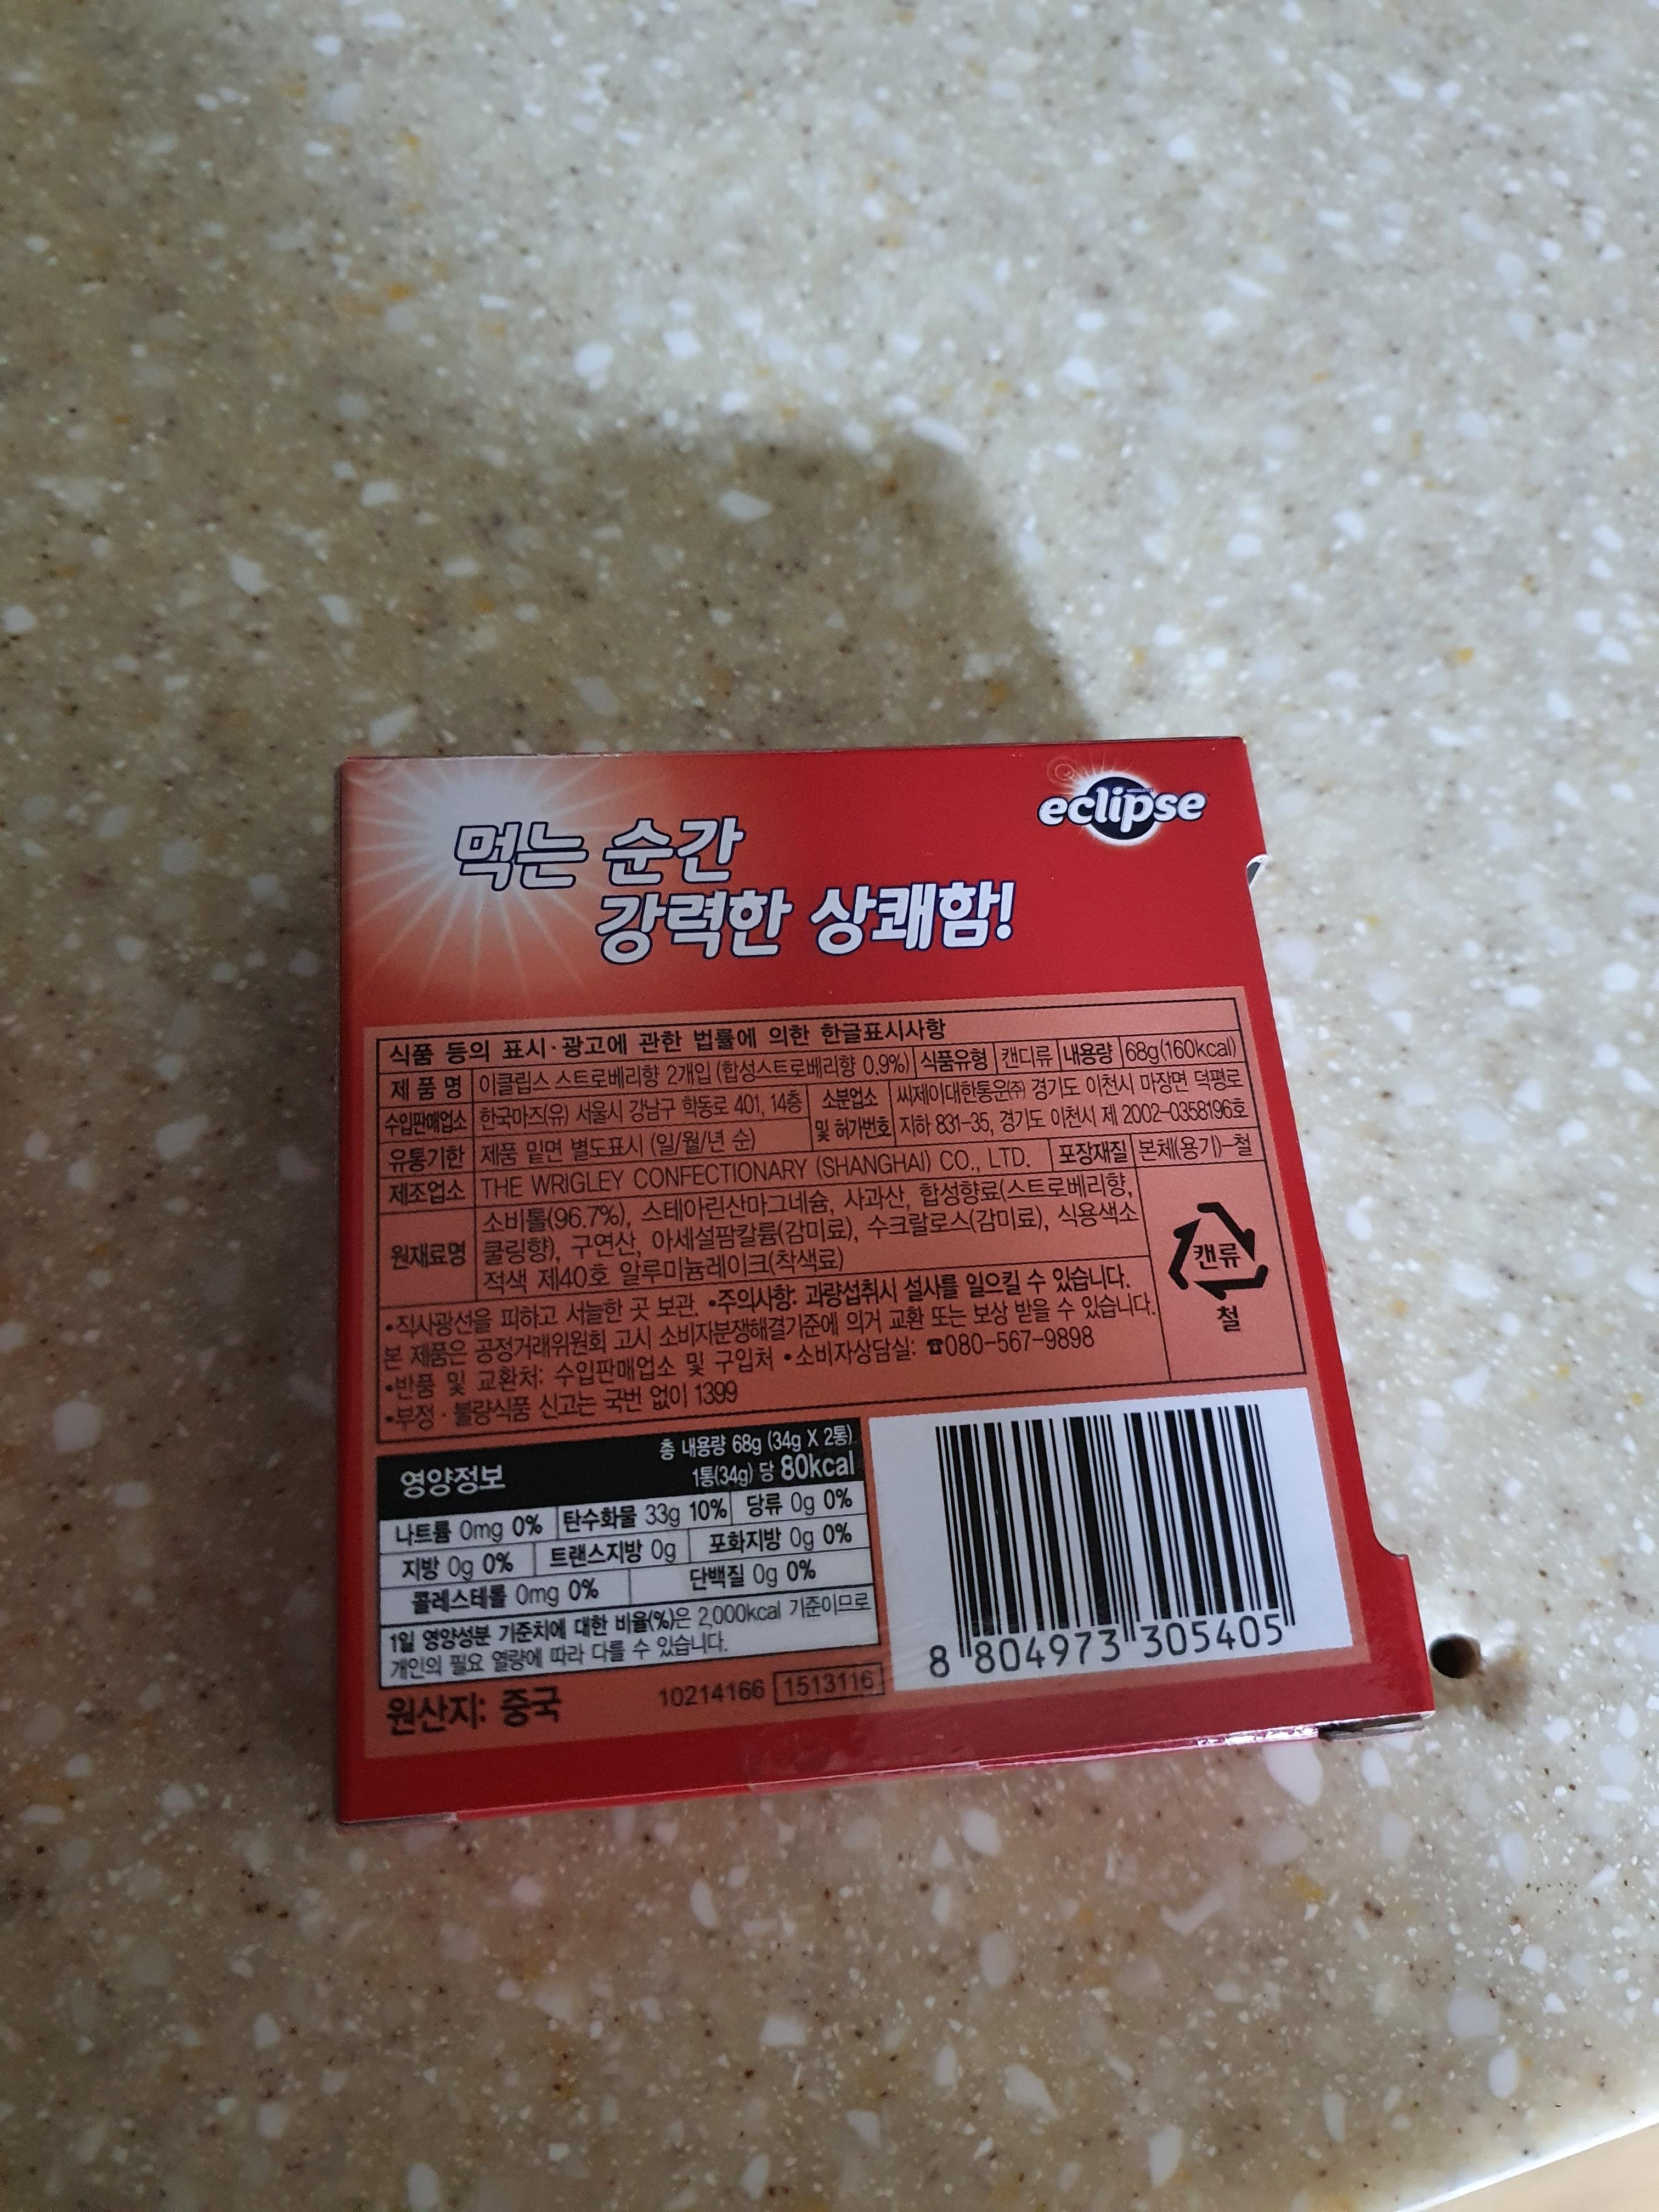 eclipse
먹는 순간
강력한 상쾌함!
식품 등의 표시·광고에 관한 법률에 의한 한글표시사항
제품명 이클립스 스트로베리향 2개입 (합성스트로베리향 0.9%) 식품유형 캔디류 내용량 68g(160kcal)
수입판매업소 한국마즈(유) 서울시 강남구 학동로 401, 14층
소분업소 및 허가번호 씨제이대한통운㈜ 경기도 이천시 마장면 덕평로
지하 831-35, 경기도 이천시 제 2002-0358196호
유통기한 제품 밑면 별도표시 (일/월/년 순)
제조업소 THE WRIGLEY CONFECTIONARY (SHANGHAI) CO., LTD. 포장재질 본체(용기)-철
원재료명 소비톨(96.7%), 스테아린산마그네슘, 사과산, 합성향료(스트로베리향,
쿨링향), 구연산, 아세설팜칼륨(감미료), 수크랄로스(감미료), 식용색소
적색 제40호 알루미늄레이크(착색료)
캔류
철
•직사광선을 피하고 서늘한 곳 보관. •주의사항: 과량섭취시 설사를 일으킬 수 있습니다.
본 제품은 공정거래위원회 고시 소비자분쟁해결기준에 의거 교환 또는 보상 받을 수 있습니다.
•반품 및 교환처: 수입판매업소 및 구입처 •소비자상담실: ☎080-567-9898
•부정·불량식품 신고는 국번 없이 1399
영양정보
총 내용량 68g (34g X 2통)
1통(34g) 당 80kcal
나트륨 0mg 0% 탄수화물 33g 10% 당류 0g 0%
지방 0g 0% 트랜스지방 0g 포화지방 0g 0%
콜레스테롤 0mg 0% 단백질 0g 0%
1일 영양성분 기준치에 대한 비율(%)은 2,000kcal 기준이므로
개인의 필요 열량에 따라 다를 수 있습니다.
원산지: 중국
10214166 1513116
8 804973 305405